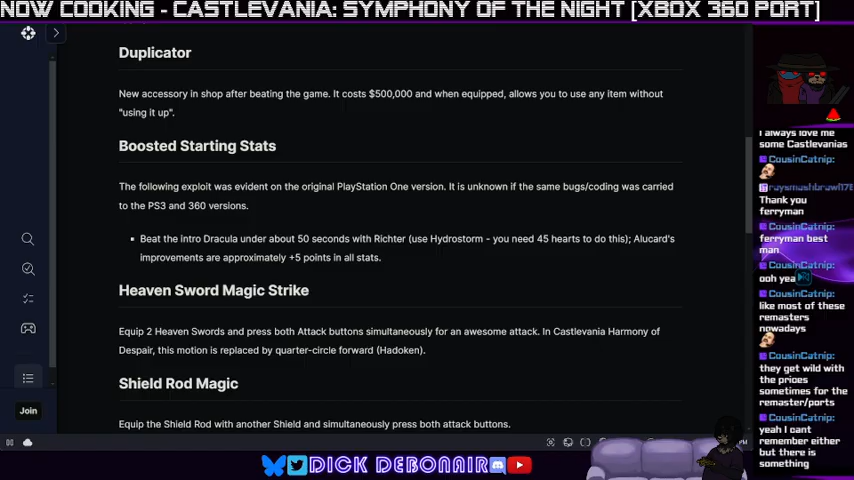 NOW COOKING - CASTLEVANIA: SYMPHONY OF THE NIGHT [XBOX 360 PORT]
Duplicator
New accessory in shop after beating the game. It costs $500,000 and when equipped, allows you to use any item without
"using it up".
Boosted Starting Stats
The following exploit was evident on the original PlayStation One version. It is unknown if the same bugs/coding was carried
to the PS3 and 360 versions.
Beat the intro Dracula under about 50 seconds with Richter (use Hydrostorm - you need 45 hearts to do this); Alucard's
improvements are approximately +5 points in all stats.
Heaven Sword Magic Strike
Equip 2 Heaven Swords and press both Attack buttons simultaneously for an awesome attack. In Castlevania Harmony of
Despair, this motion is replaced by quarter-circle forward (Hadoken).
Shield Rod Magic
Equip the Shield Rod with another Shield and simultaneously press both attack buttons.
Join
I always love me
some Castlevanias
CousinCatnip:
Thank you
ferryman
CousinCatnip:
ferryman best
man
CousinCatnip:
ooh yea
CousinCatnip:
like most of these
remasters
nowadays
CousinCatnip:
they get wild with
the prices
sometimes for the
remaster/ports
CousinCatnip:
yeah I cant
remember either
but there is
something
DICK DEBONAIR